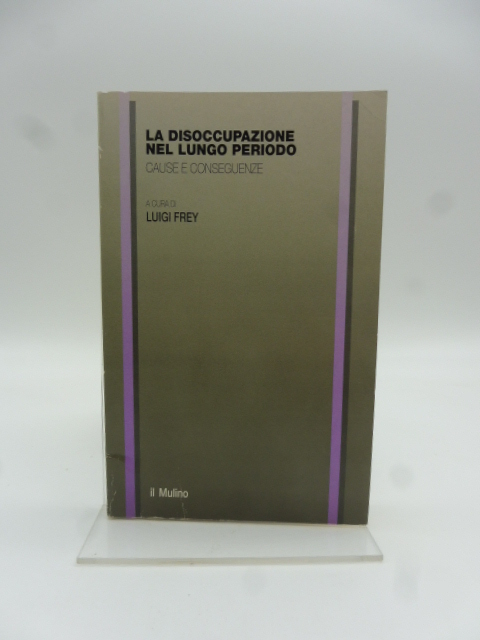 LA DISOCCUPAZIONE
NEL LUNGO PERIODO
CAUSE E CONSEGUENZE
A CURA DI
LUIGI FREY
il Mulino